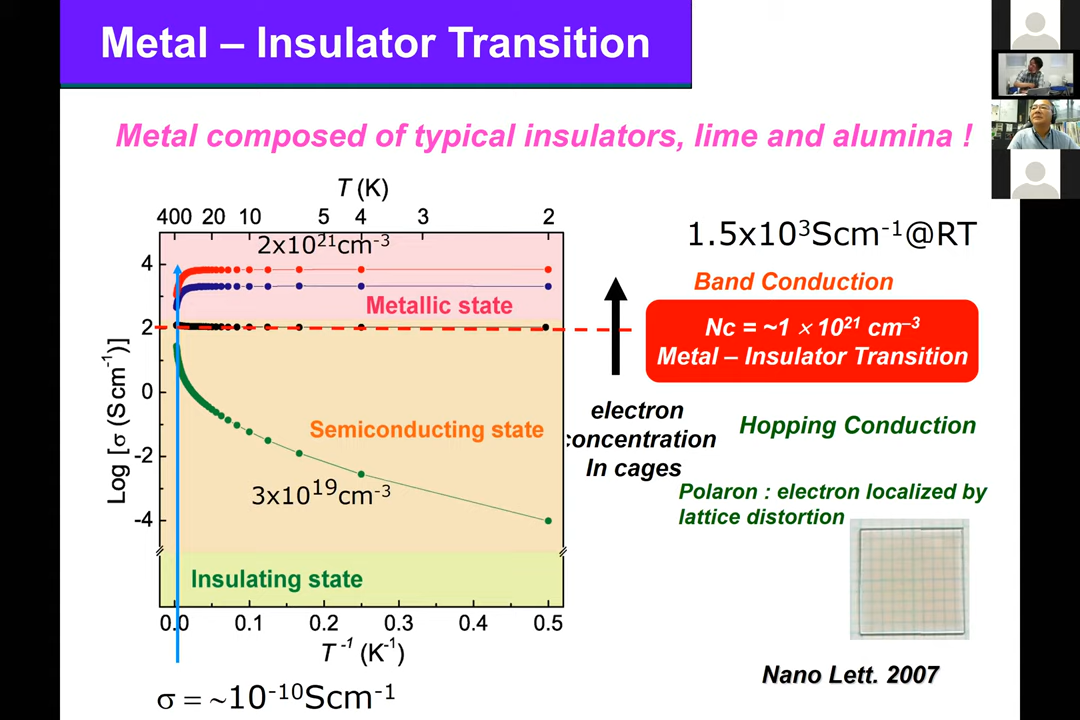 Metal – Insulator Transition
Metal composed of typical insulators, lime and alumina !
T (K)
400 20 10 5 4 3 2
2x10²¹cm⁻³
Metallic state
Semiconducting state
3x10¹⁹cm⁻³
Insulating state
Log [σ (Scm⁻¹)]
4
2
0
-2
-4
0.0 0.1 0.2 0.3 0.4 0.5
T⁻¹ (K⁻¹)
σ = ~10⁻¹⁰Scm⁻¹
1.5x10³Scm⁻¹@RT
Band Conduction
Nc = ~1 × 10²¹ cm⁻³
Metal – Insulator Transition
electron
concentration
In cages
Hopping Conduction
Polaron : electron localized by
lattice distortion
Nano Lett. 2007